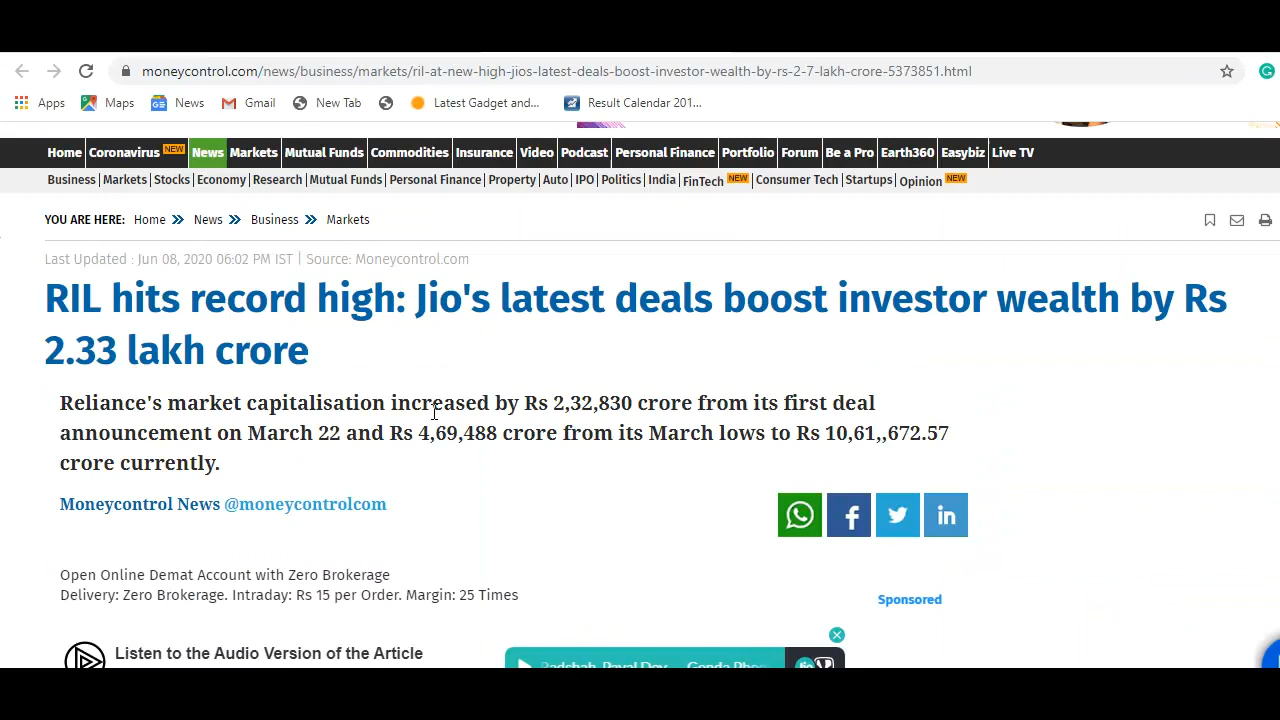 moneycontrol.com/news/business/markets/ril-at-new-high-jios-latest-deals-boost-investor-wealth-by-rs-2-7-lakh-crore-5373851.html
Apps Maps News Gmail New Tab Latest Gadget and... Result Calendar 201...
Home Coronavirus NEW News Markets Mutual Funds Commodities Insurance Video Podcast Personal Finance Portfolio Forum Be a Pro Earth360 Easybiz Live TV
Business Markets Stocks Economy Research Mutual Funds Personal Finance Property Auto IPO Politics India FinTech NEW Consumer Tech Startups Opinion NEW
YOU ARE HERE: Home News Business Markets
Last Updated : Jun 08, 2020 06:02 PM IST | Source: Moneycontrol.com
RIL hits record high: Jio's latest deals boost investor wealth by Rs
2.33 lakh crore
Reliance's market capitalisation increased by Rs 2,32,830 crore from its first deal
announcement on March 22 and Rs 4,69,488 crore from its March lows to Rs 10,61,,672.57
crore currently.
Moneycontrol News @moneycontrolcom
Open Online Demat Account with Zero Brokerage
Delivery: Zero Brokerage. Intraday: Rs 15 per Order. Margin: 25 Times
Sponsored
Listen to the Audio Version of the Article